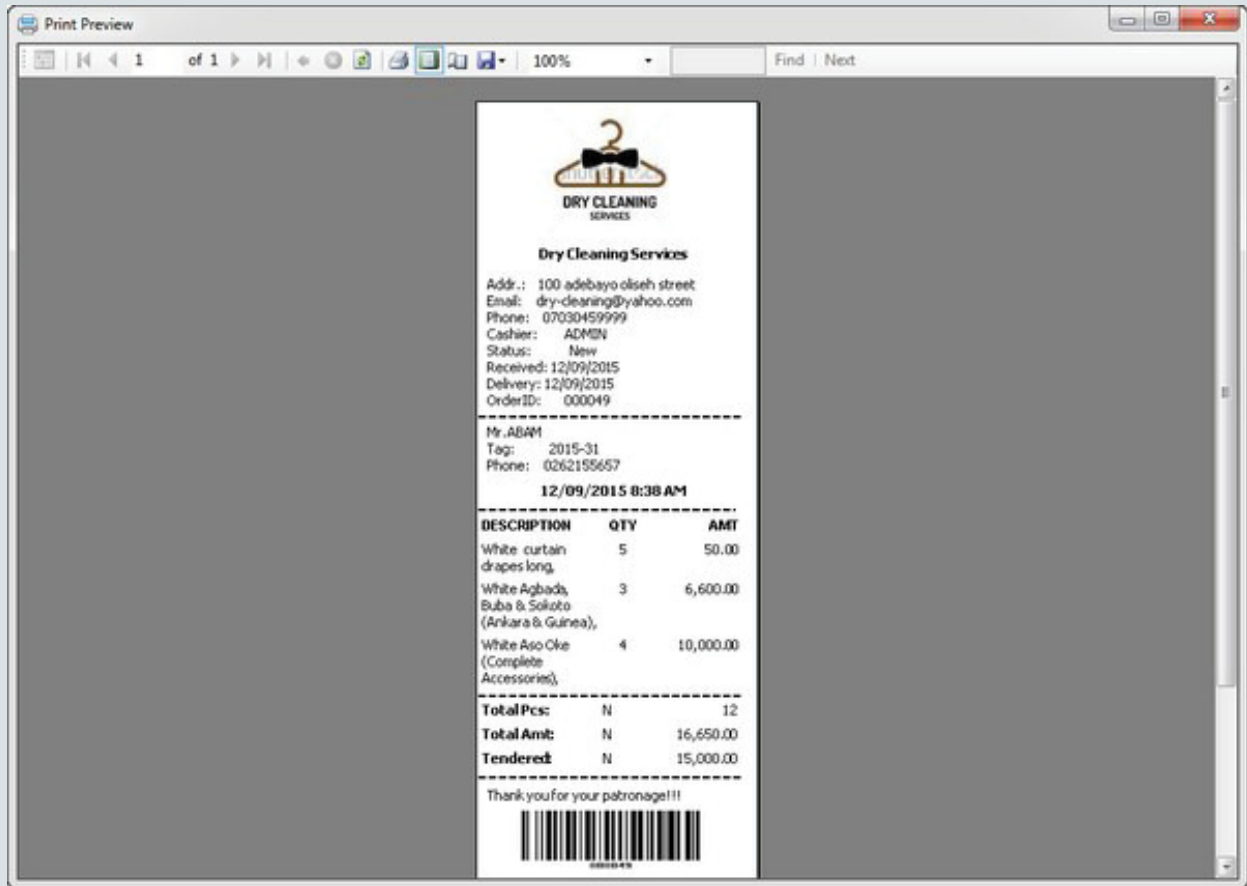 Print Preview
1 of 1 100% Find | Next
DRY CLEANING
SERVICES
Dry Cleaning Services
Addr.: 100 adebayo oliseh street
Email: dry-cleaning@yahoo.com
Phone: 07030459999
Cashier: ADMIN
Status: New
Received: 12/09/2015
Delivery: 12/09/2015
OrderID: 000049
Mr.ABAM
Tag: 2015-31
Phone: 0262155657
12/09/2015 8:38 AM
DESCRIPTION QTY AMT
White curtain 5 50.00
drapes long,
White Agbada, 3 6,600.00
Buba & Sokoto
(Ankara & Guinea),
White Aso Oke 4 10,000.00
(Complete
Accessories),
Total Pcs: N 12
Total Amt: N 16,650.00
Tendered: N 15,000.00
Thank you for your patronage!!!
000049